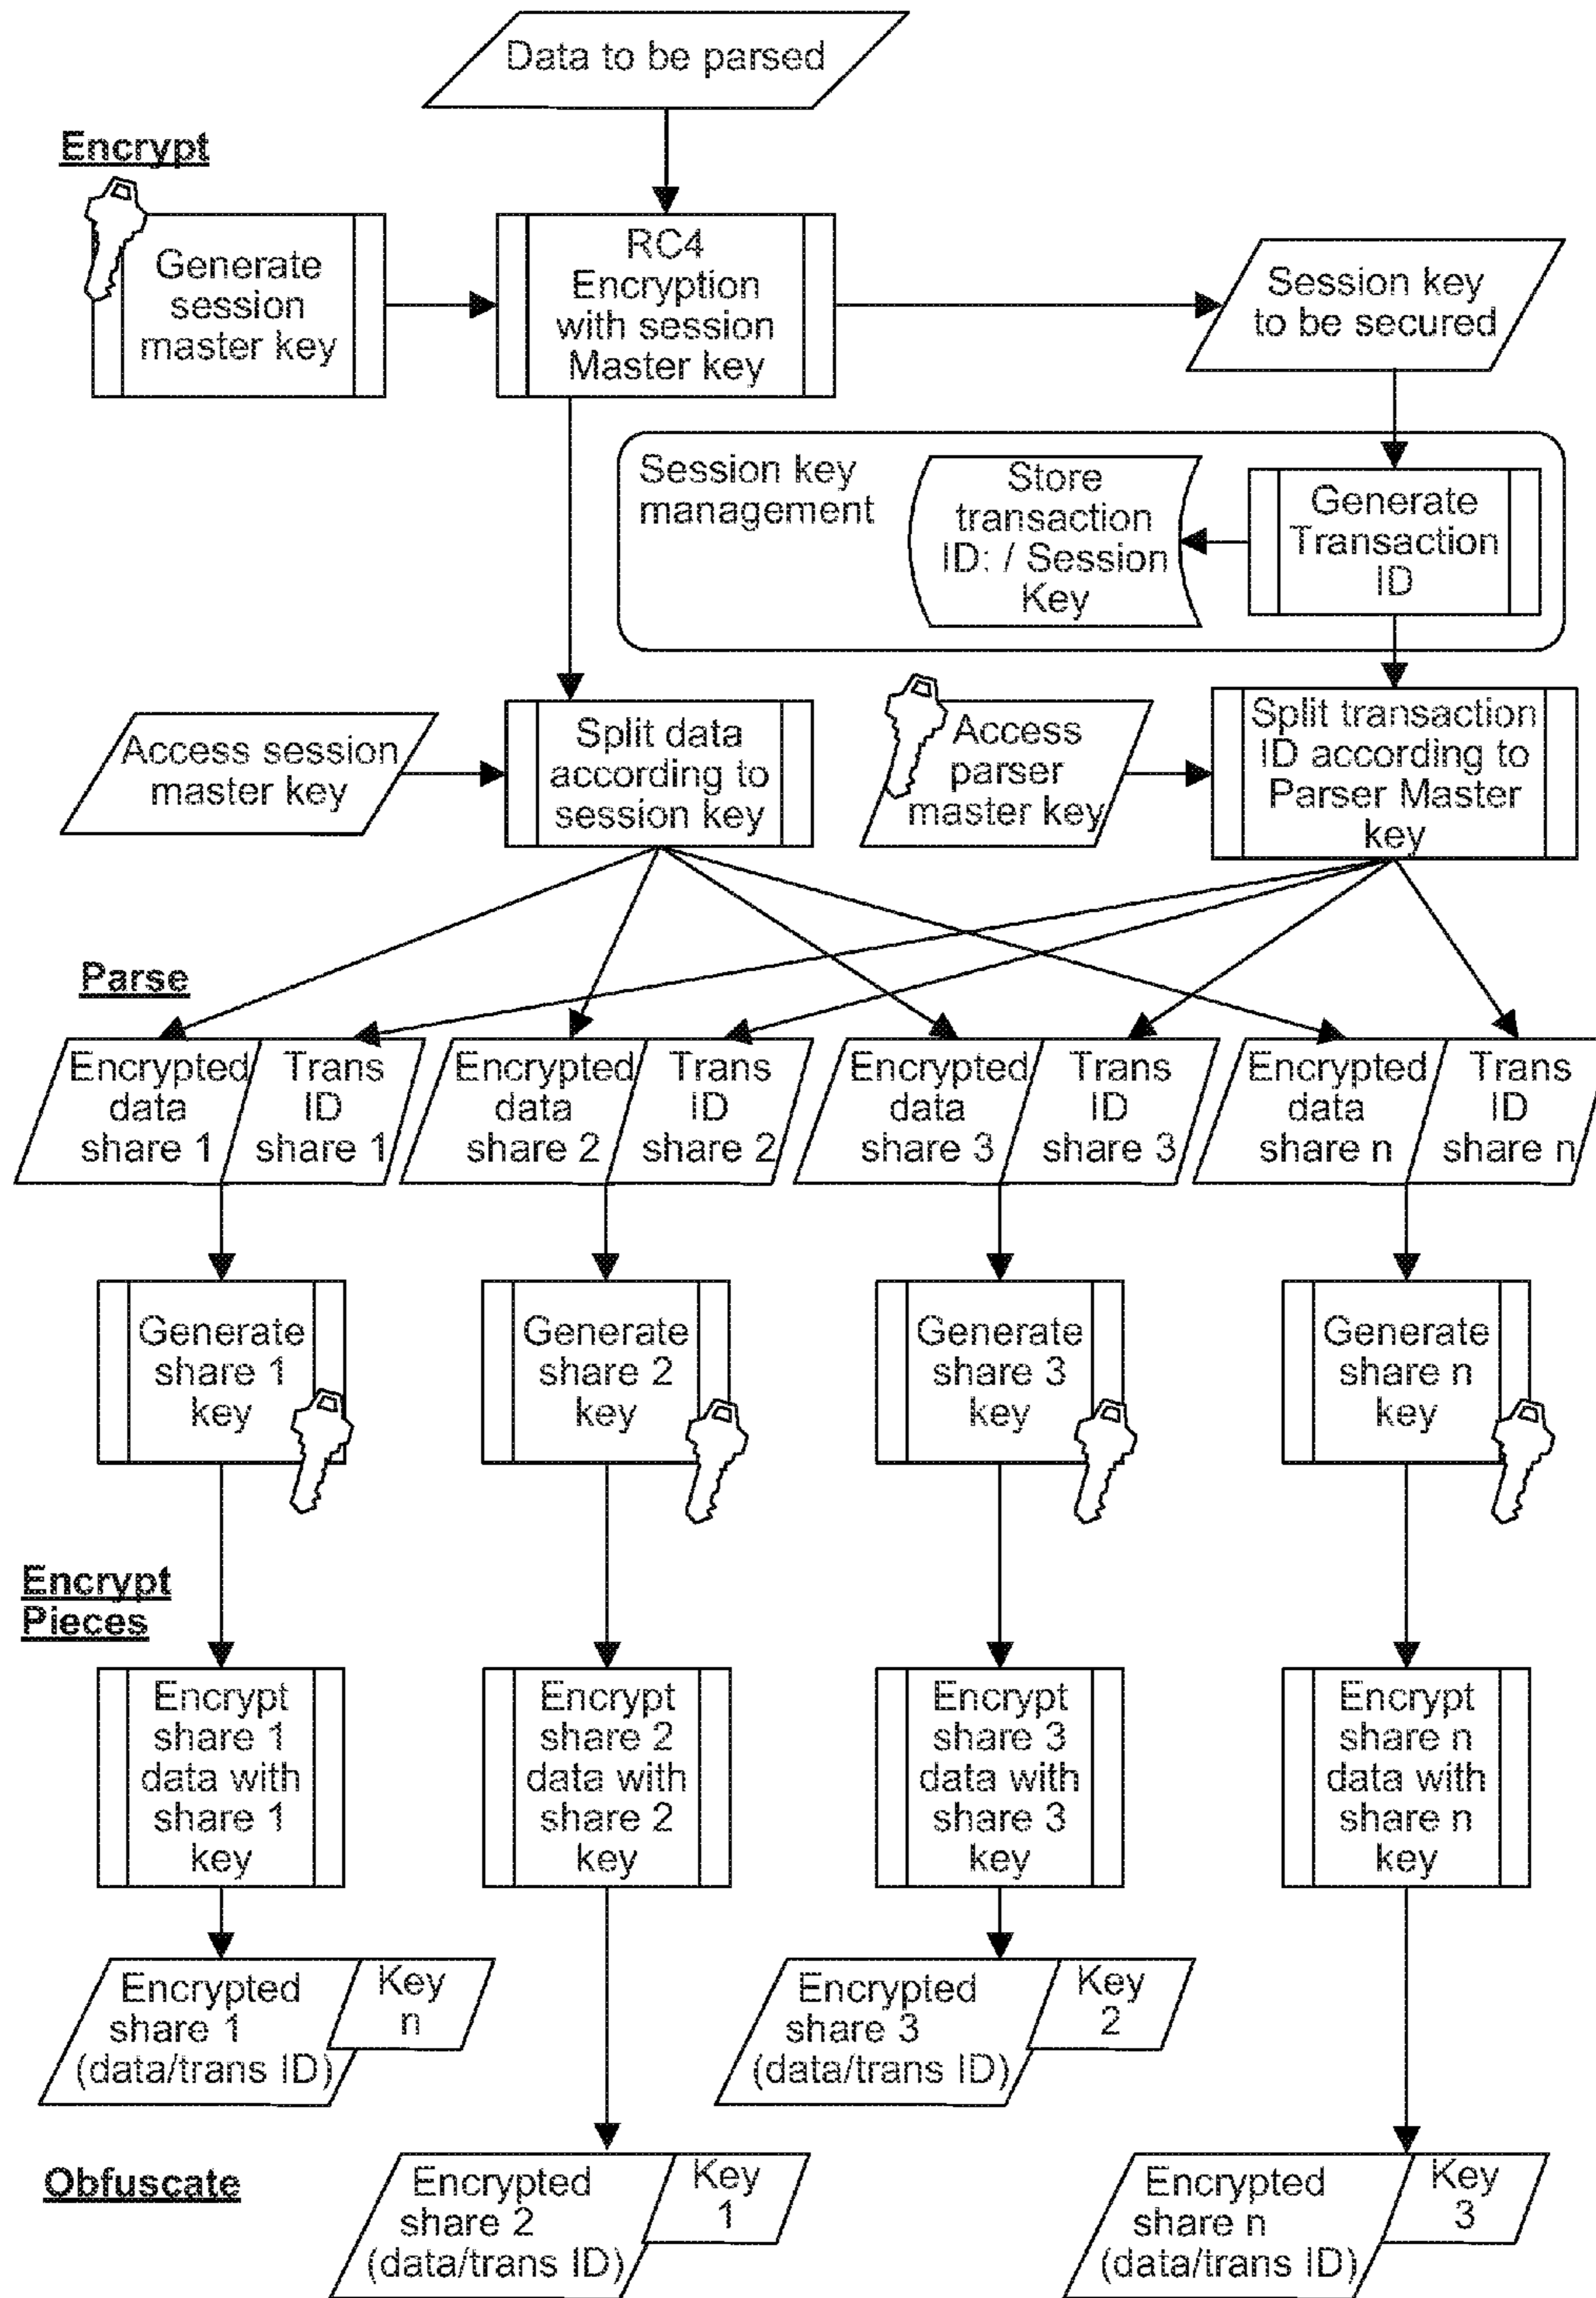 Data to be parsed
Encrypt
Generate
session
master key
RC4
Encryption
with session
Master key
Session key
to be secured
Session key
management
Store
transaction
ID: / Session
Key
Generate
Transaction
ID
Access session
master key
Split data
according to
session key
Access
parser
master key
Split transaction
ID according to
Parser Master
key
Parse
Encrypted
data
share 1
Trans
ID
share 1
Encrypted
data
share 2
Trans
ID
share 2
Encrypted
data
share 3
Trans
ID
share 3
Encrypted
data
share n
Trans
ID
share n
Generate
share 1
key
Generate
share 2
key
Generate
share 3
key
Generate
share n
key
Encrypt
Pieces
Encrypt
share 1
data with
share 1
key
Encrypt
share 2
data with
share 2
key
Encrypt
share 3
data with
share 3
key
Encrypt
share n
data with
share n
key
Encrypted
share 1
(data/trans ID)
Key
n
Encrypted
share 3
(data/trans ID)
Key
2
Obfuscate
Encrypted
share 2
(data/trans ID)
Key
1
Encrypted
share n
(data/trans ID)
Key
3